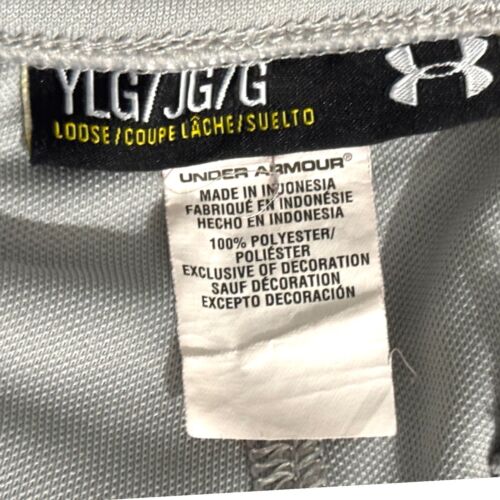 YLG/JG/G
LOOSE/COUPE LÂCHE/SUELTO
UNDER ARMOUR®
MADE IN INDONESIA
FABRIQUÉ EN INDONÉSIE
HECHO EN INDONESIA
100% POLYESTER/
POLIÉSTER
EXCLUSIVE OF DECORATION
SAUF DÉCORATION
EXCEPTO DECORACIÓN